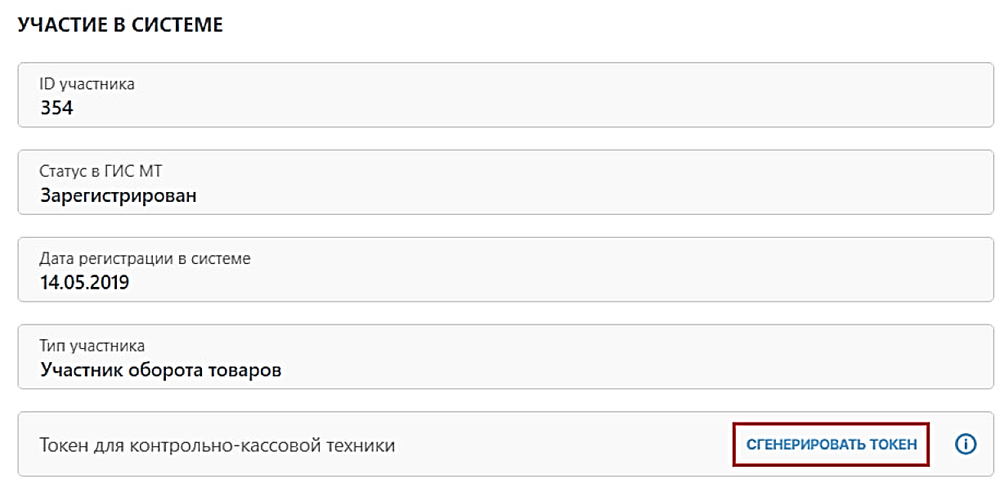 УЧАСТИЕ В СИСТЕМЕ
ID участника
354
Статус в ГИС МТ
Зарегистрирован
Дата регистрации в системе
14.05.2019
Тип участника
Участник оборота товаров
Токен для контрольно-кассовой техники СГЕНЕРИРОВАТЬ ТОКЕН